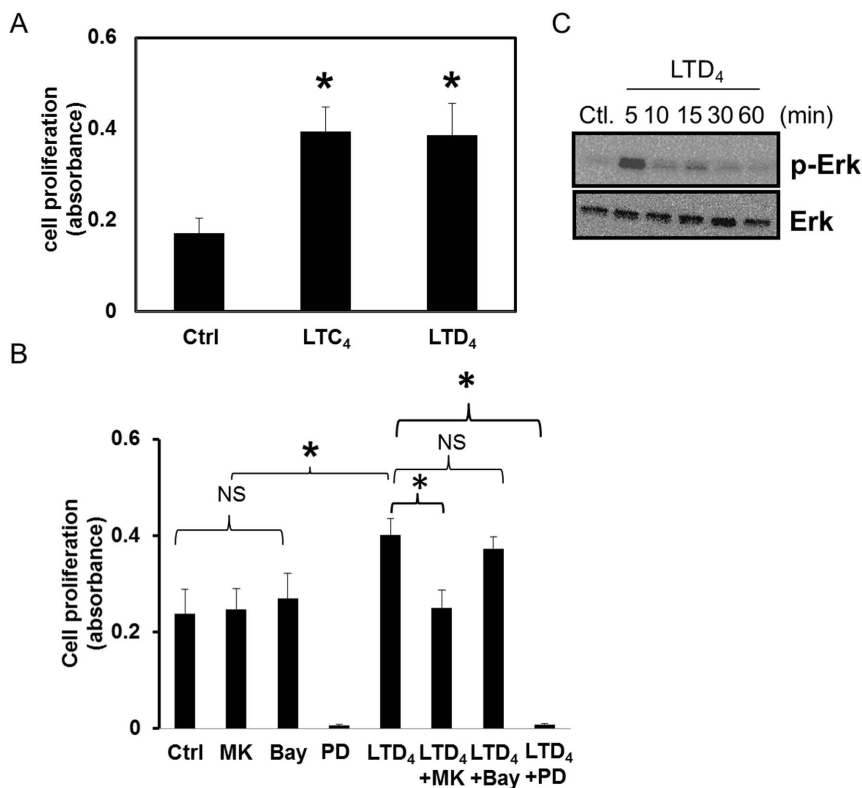 A
cell proliferation
(absorbance)
0.6
0.4
0.2
0
*
*
Ctrl LTC₄ LTD₄
C
LTD₄
Ctl. 5 10 15 30 60 (min)
p-Erk
Erk
B
Cell proliferation
(absorbance)
0.6
0.4
0.2
0
*
NS
*
*
NS
Ctrl MK Bay PD LTD₄ LTD₄ LTD₄ LTD₄
+MK +Bay +PD